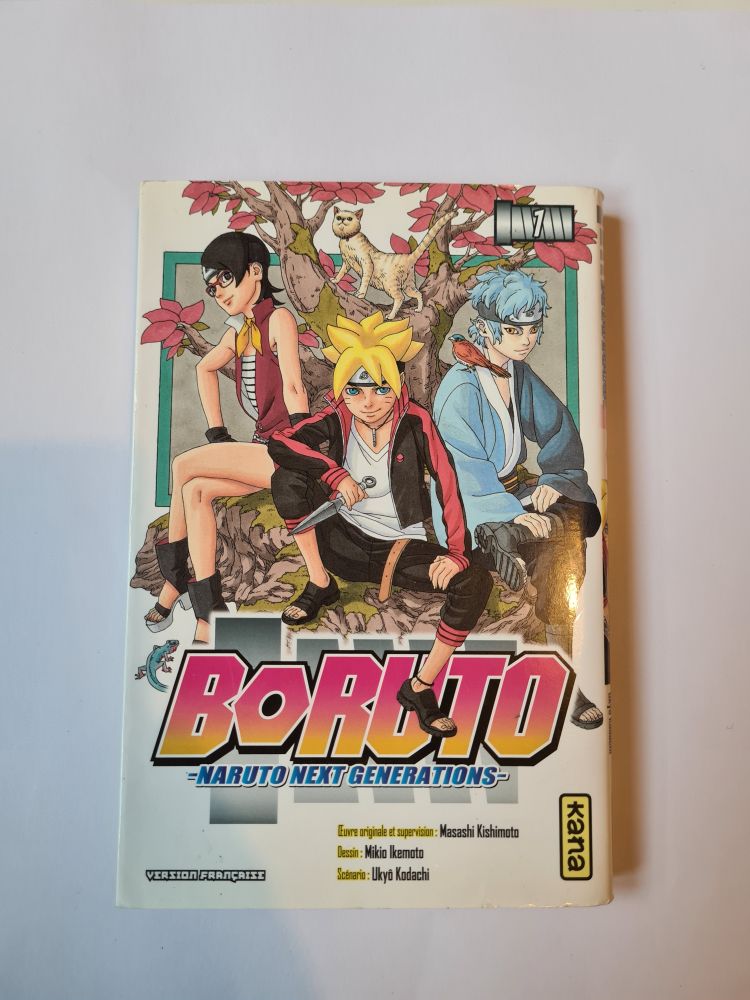 1
BORUTO
-NARUTO NEXT GENERATIONS-
Œuvre originale et supervision : Masashi Kishimoto
Dessin : Mikio Ikemoto
Scénario : Ukyô Kodachi
VERSION FRANÇAISE
KANA